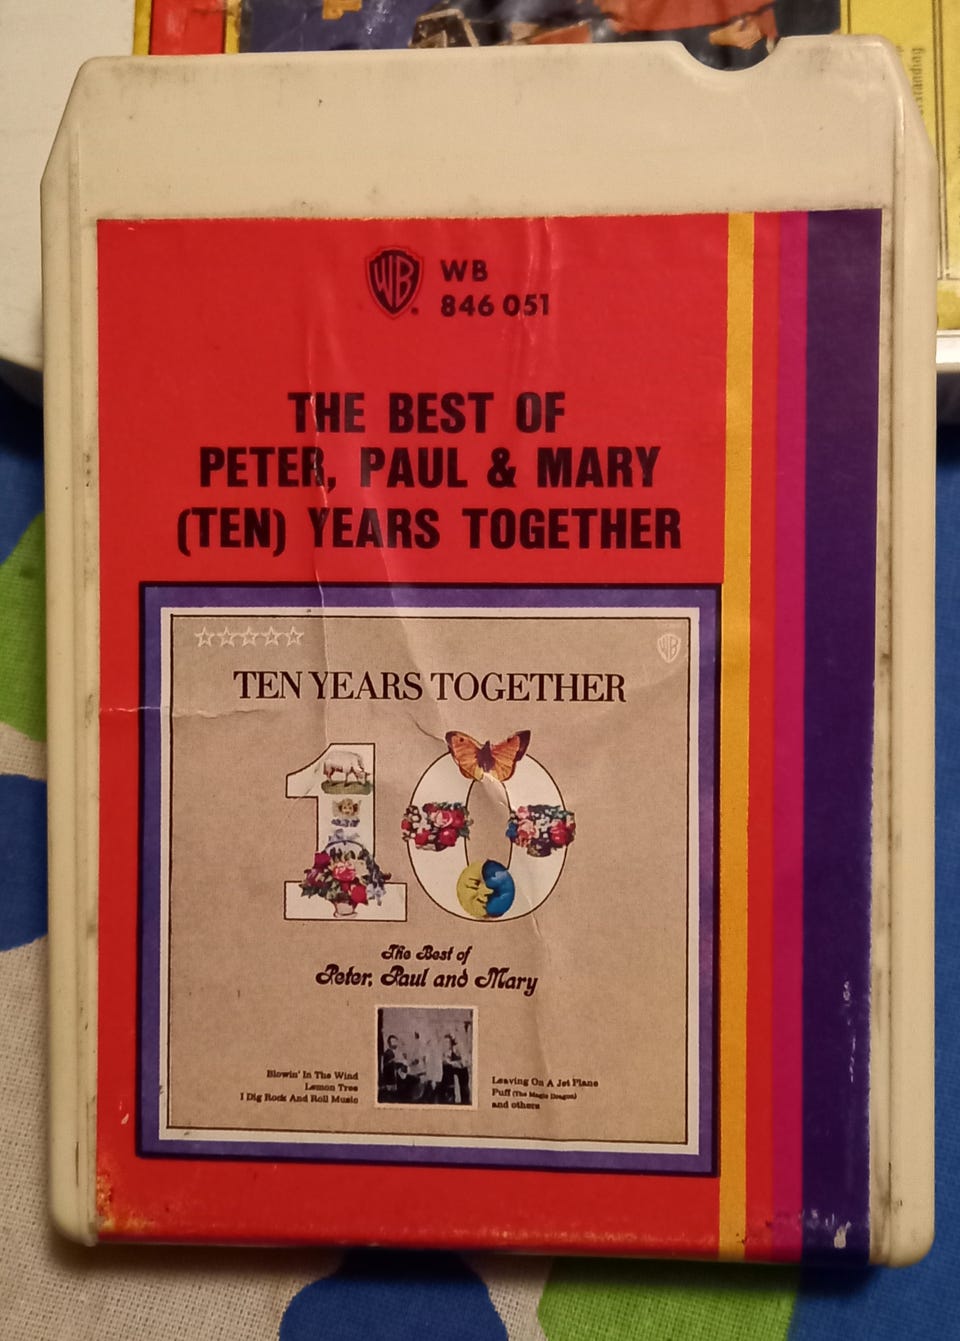 WB
WB
846 051
THE BEST OF
PETER, PAUL & MARY
(TEN) YEARS TOGETHER
WB
TEN YEARS TOGETHER
10
The Best of
Peter, Paul and Mary
Blowin' In The Wind
Lemon Tree
I Dig Rock And Roll Music
Leaving On A Jet Plane
Puff (The Magic Dragon)
and others